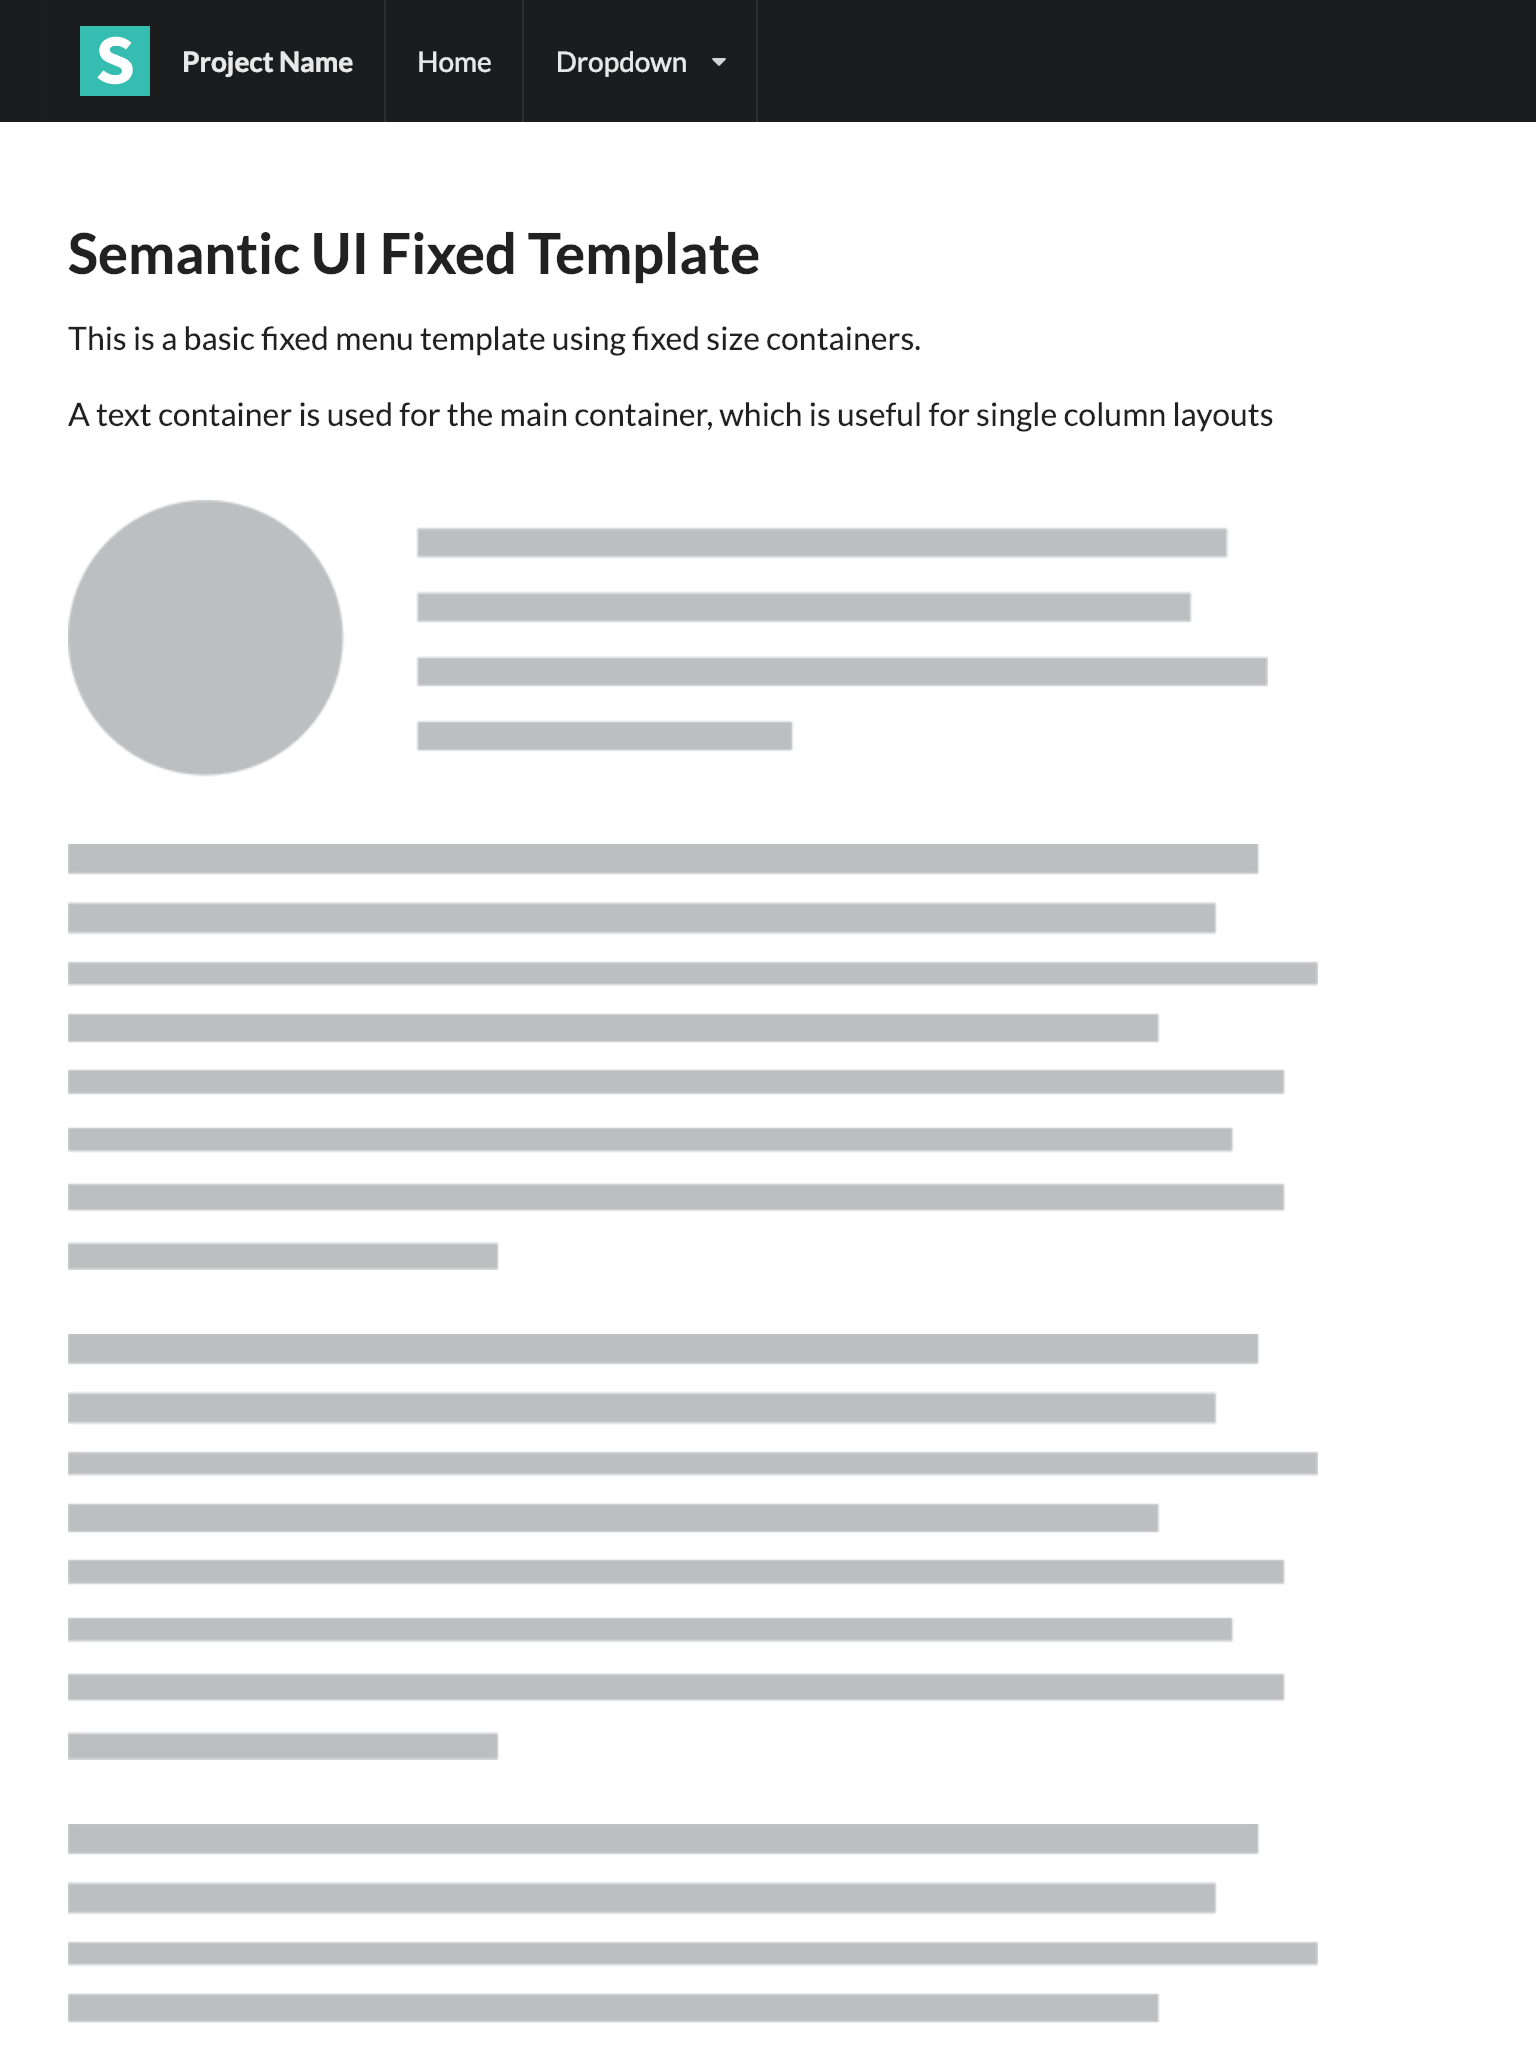 S
Project Name
Home
Dropdown
Semantic UI Fixed Template
This is a basic fixed menu template using fixed size containers.
A text container is used for the main container, which is useful for single column layouts